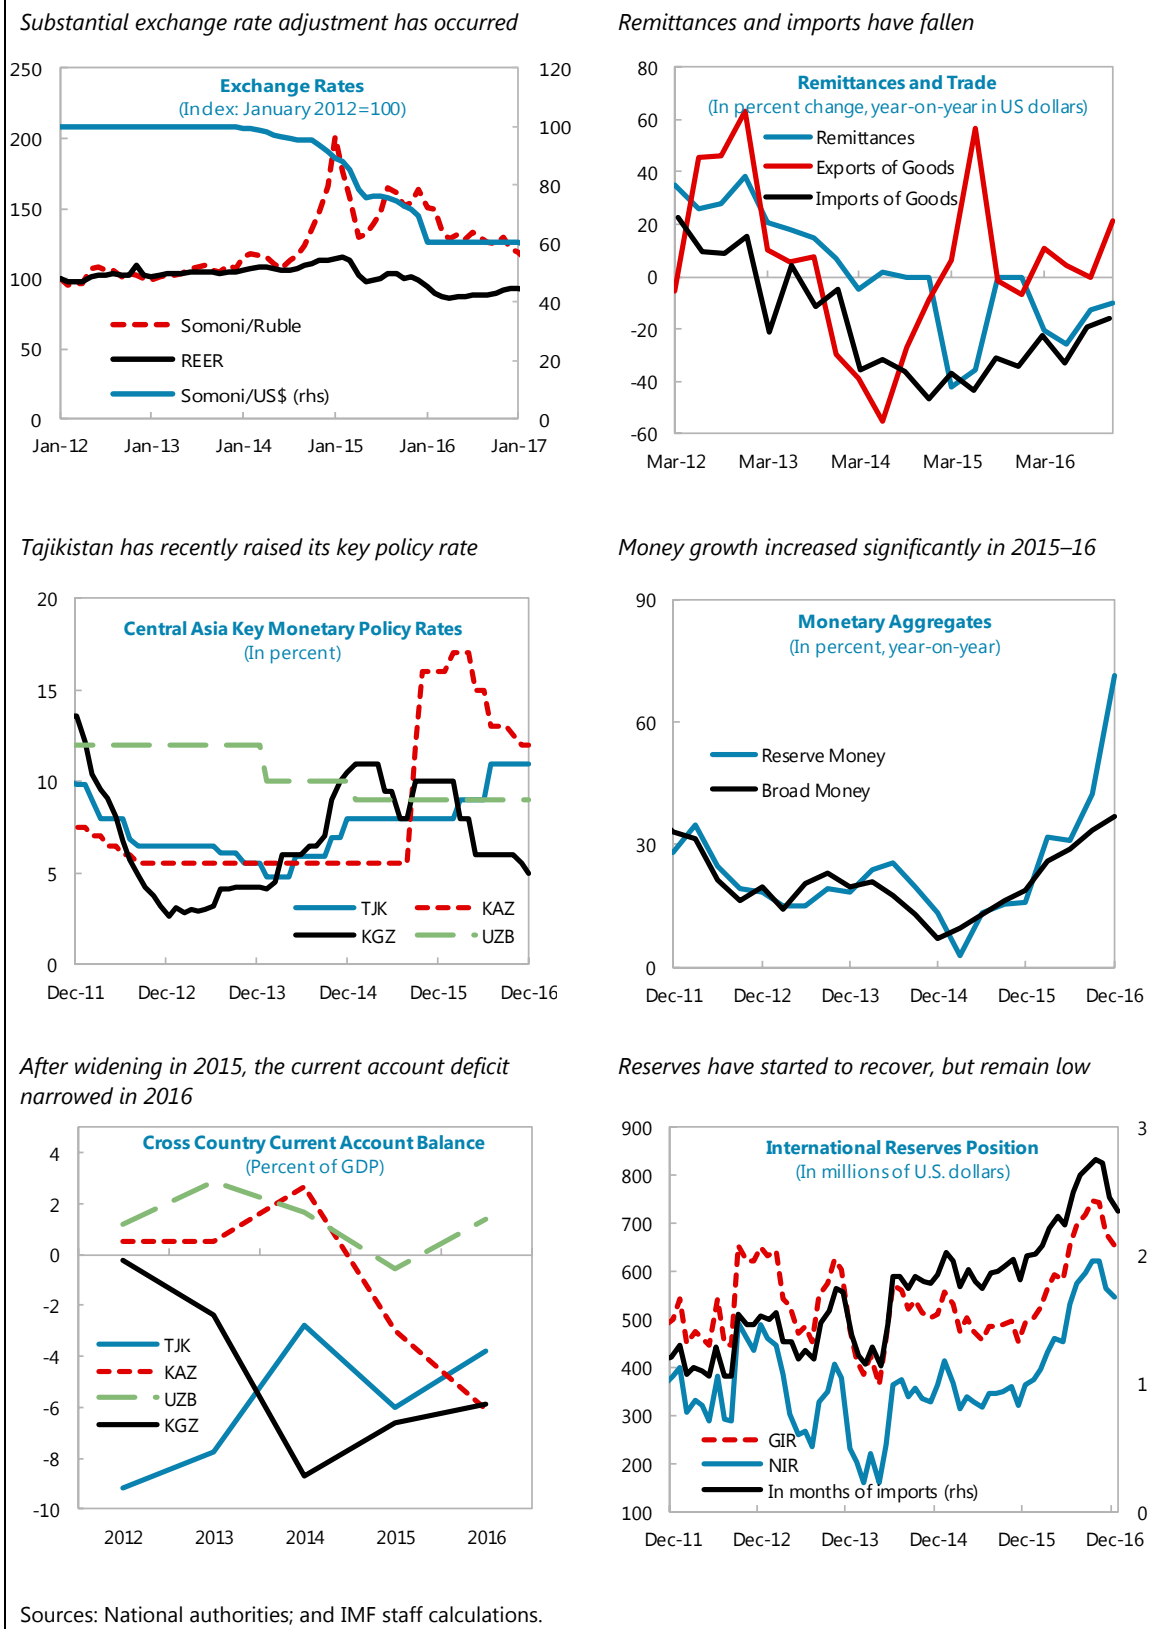 Substantial exchange rate adjustment has occurred
Exchange Rates
(Index: January 2012=100)
250
200
150
100
50
0
120
100
80
60
40
20
0
Somoni/Ruble
REER
Somoni/US$ (rhs)
Jan-12 Jan-13 Jan-14 Jan-15 Jan-16 Jan-17
Remittances and imports have fallen
Remittances and Trade
(In percent change, year-on-year in US dollars)
80
60
40
20
0
-20
-40
-60
Remittances
Exports of Goods
Imports of Goods
Mar-12 Mar-13 Mar-14 Mar-15 Mar-16
Tajikistan has recently raised its key policy rate
Central Asia Key Monetary Policy Rates
(In percent)
20
15
10
5
0
TJK KAZ
KGZ UZB
Dec-11 Dec-12 Dec-13 Dec-14 Dec-15 Dec-16
Money growth increased significantly in 2015–16
Monetary Aggregates
(In percent, year-on-year)
90
60
30
0
Reserve Money
Broad Money
Dec-11 Dec-12 Dec-13 Dec-14 Dec-15 Dec-16
After widening in 2015, the current account deficit
narrowed in 2016
Cross Country Current Account Balance
(Percent of GDP)
4
2
0
-2
-4
-6
-8
-10
TJK
KAZ
UZB
KGZ
2012 2013 2014 2015 2016
Reserves have started to recover, but remain low
International Reserves Position
(In millions of U.S. dollars)
900
800
700
600
500
400
300
200
100
3
2
1
0
GIR
NIR
In months of imports (rhs)
Dec-11 Dec-12 Dec-13 Dec-14 Dec-15 Dec-16
Sources: National authorities; and IMF staff calculations.